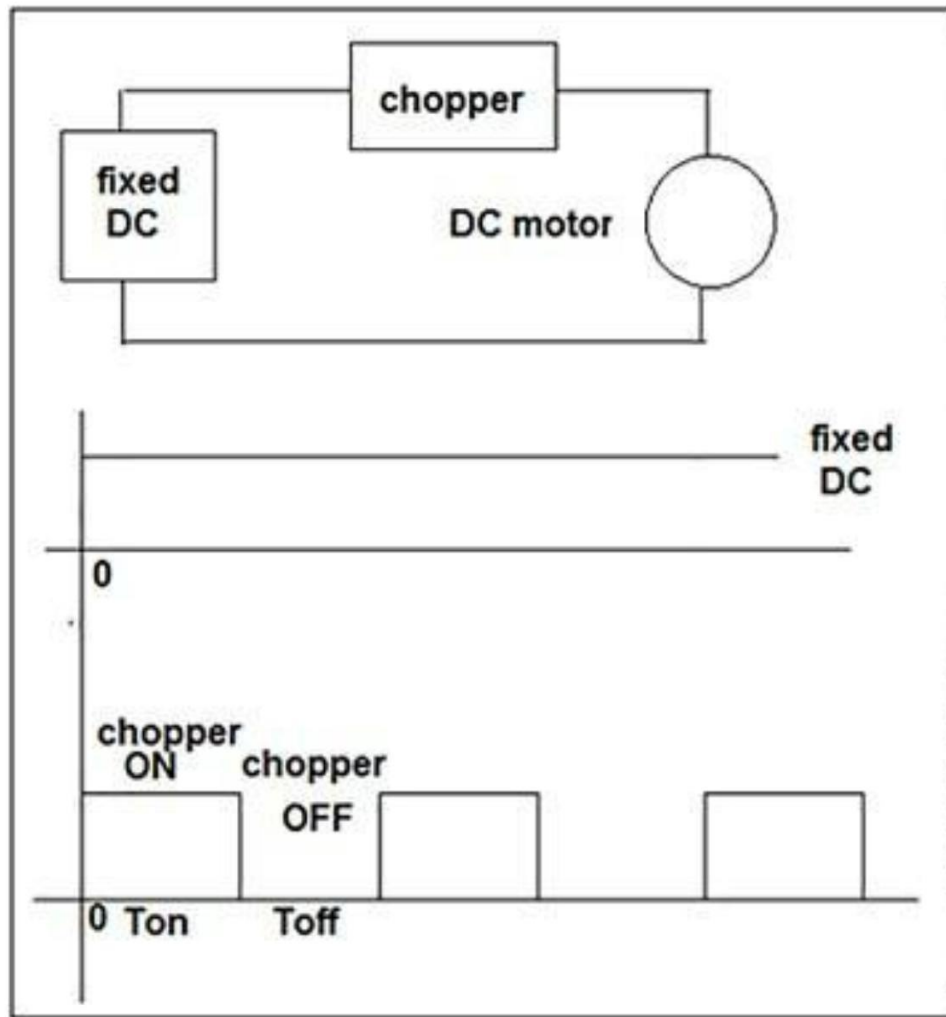 chopper
fixed
DC
DC motor
fixed
DC
0
chopper
ON
chopper
OFF
0
Ton
Toff